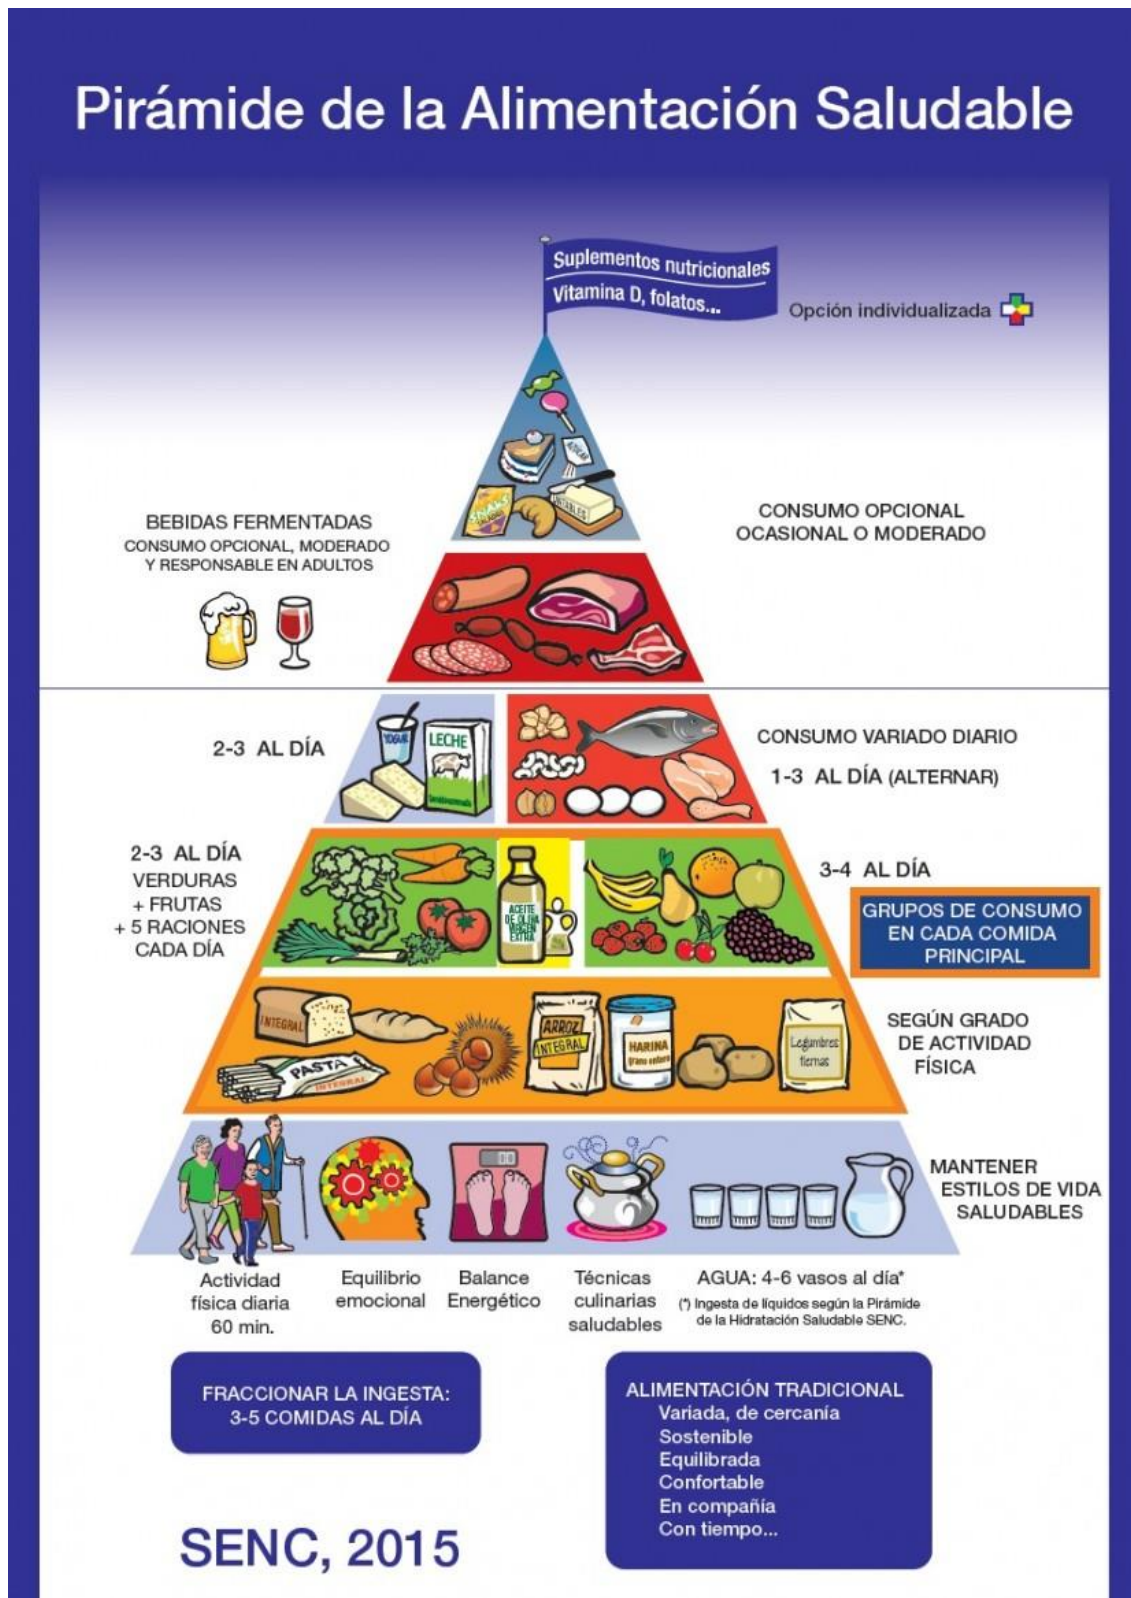 Pirámide de la Alimentación Saludable
Suplementos nutricionales
Vitamina D, folatos...
Opción individualizada
AZÚCAR
SNAKS
UNTABLES
BEBIDAS FERMENTADAS
CONSUMO OPCIONAL, MODERADO
Y RESPONSABLE EN ADULTOS
CONSUMO OPCIONAL
OCASIONAL O MODERADO
2-3 AL DÍA
YOGUR
LECHE
CONSUMO VARIADO DIARIO
1-3 AL DÍA (ALTERNAR)
2-3 AL DÍA
VERDURAS
+ FRUTAS
+ 5 RACIONES
CADA DÍA
ACEITE
DE OLIVA
VIRGEN
EXTRA
3-4 AL DÍA
GRUPOS DE CONSUMO
EN CADA COMIDA
PRINCIPAL
INTEGRAL
PASTA
INTEGRAL
ARROZ
INTEGRAL
HARINA
grano entero
Legumbres
tiernas
SEGÚN GRADO
DE ACTIVIDAD
FÍSICA
00
MANTENER
ESTILOS DE VIDA
SALUDABLES
Actividad
física diaria
60 min.
Equilibrio
emocional
Balance
Energético
Técnicas
culinarias
saludables
AGUA: 4-6 vasos al día*
(*) Ingesta de líquidos según la Pirámide
de la Hidratación Saludable SENC.
FRACCIONAR LA INGESTA:
3-5 COMIDAS AL DÍA
ALIMENTACIÓN TRADICIONAL
Variada, de cercanía
Sostenible
Equilibrada
Confortable
En compañía
Con tiempo...
SENC, 2015